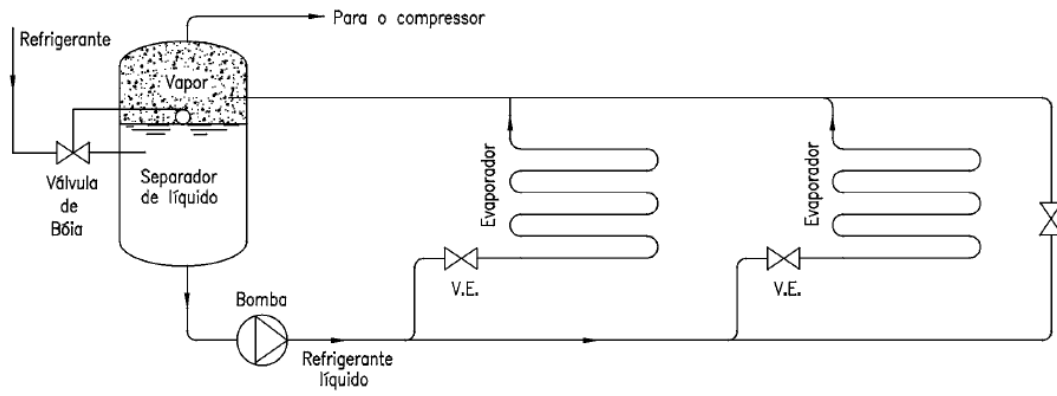 Para o compressor
Refrigerante
Vapor
Separador
de líquido
Válvula
de
Bóia
Evaporador
Evaporador
V.E.
V.E.
Bomba
Refrigerante
líquido